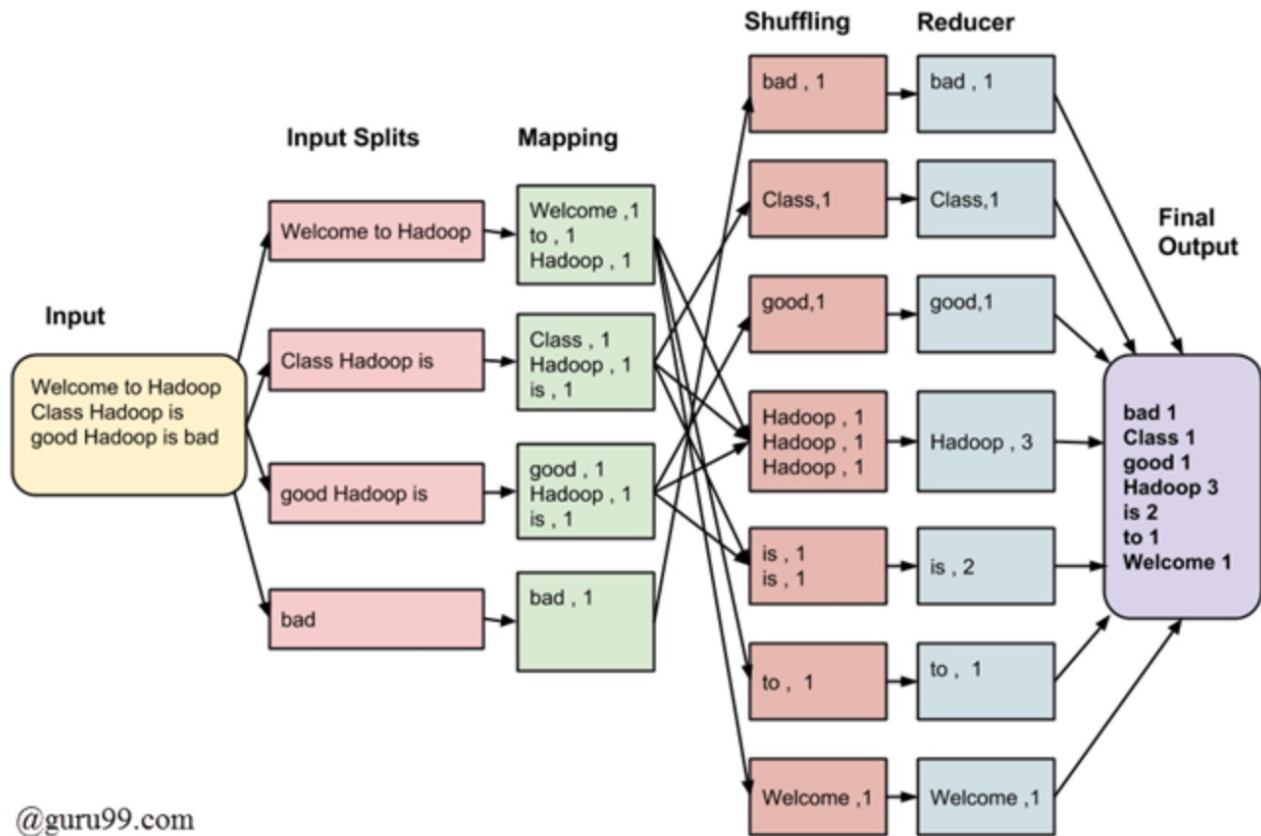 Input
Welcome to Hadoop
Class Hadoop is
good Hadoop is bad
Input Splits
Welcome to Hadoop
Class Hadoop is
good Hadoop is
bad
Mapping
Welcome ,1
to , 1
Hadoop , 1
Class , 1
Hadoop , 1
is , 1
good , 1
Hadoop , 1
is , 1
bad , 1
Shuffling
bad , 1
Class,1
good,1
Hadoop , 1
Hadoop , 1
Hadoop , 1
is , 1
is , 1
to , 1
Welcome ,1
Reducer
bad , 1
Class,1
good,1
Hadoop , 3
is , 2
to , 1
Welcome ,1
Final
Output
bad 1
Class 1
good 1
Hadoop 3
is 2
to 1
Welcome 1
@guru99.com